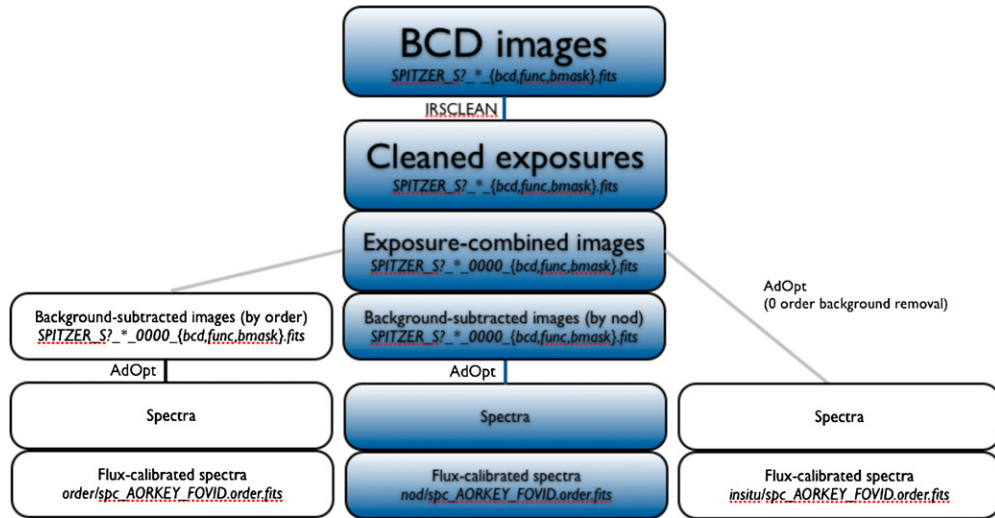 BCD images
SPITZER_S?_*_{bcd,func,bmask}.fits
IRSCLEAN
Cleaned exposures
SPITZER_S?_*_{bcd,func,bmask}.fits
Exposure-combined images
SPITZER_S?_*_0000_{bcd,func,bmask}.fits
AdOpt
(0 order background removal)
Background-subtracted images (by order)
SPITZER_S?_*_0000_{bcd,func,bmask}.fits
Background-subtracted images (by nod)
SPITZER_S?_*_0000_{bcd,func,bmask}.fits
AdOpt
AdOpt
Spectra
Spectra
Spectra
Flux-calibrated spectra
order/spc_AORKEY_FOVID.order.fits
Flux-calibrated spectra
nod/spc_AORKEY_FOVID.order.fits
Flux-calibrated spectra
insitu/spc_AORKEY_FOVID.order.fits